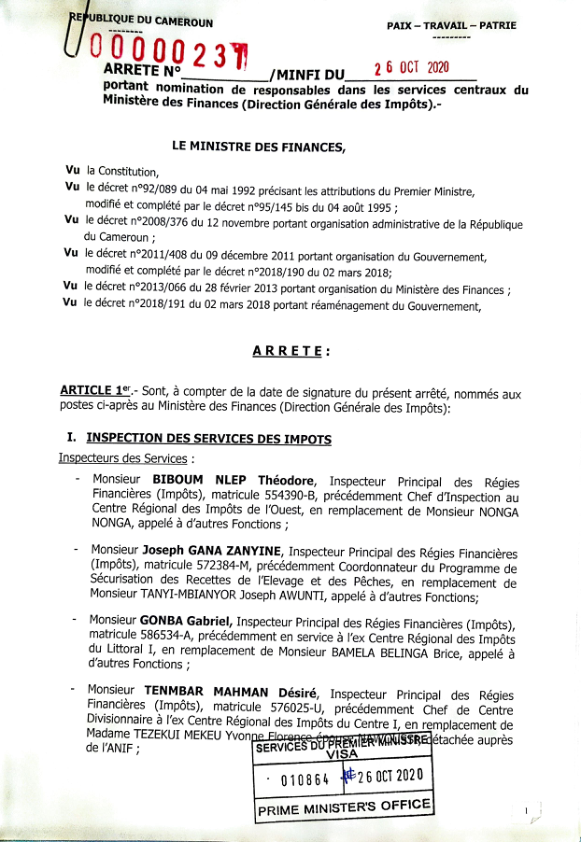 REPUBLIQUE DU CAMEROUN
PAIX – TRAVAIL – PATRIE
--------
---------
00000237
ARRETE N°____________/MINFI DU 26 OCT 2020
portant nomination de responsables dans les services centraux du
Ministère des Finances (Direction Générale des Impôts).-
LE MINISTRE DES FINANCES,
Vu la Constitution,
Vu le décret n°92/089 du 04 mai 1992 précisant les attributions du Premier Ministre,
modifié et complété par le décret n°95/145 bis du 04 août 1995 ;
Vu le décret n°2008/376 du 12 novembre portant organisation administrative de la République
du Cameroun ;
Vu le décret n°2011/408 du 09 décembre 2011 portant organisation du Gouvernement,
modifié et complété par le décret n°2018/190 du 02 mars 2018;
Vu le décret n°2013/066 du 28 février 2013 portant organisation du Ministère des Finances ;
Vu le décret n°2018/191 du 02 mars 2018 portant réaménagement du Gouvernement,
A R R E T E :
ARTICLE 1er.- Sont, à compter de la date de signature du présent arrêté, nommés aux
postes ci-après au Ministère des Finances (Direction Générale des Impôts):
I. INSPECTION DES SERVICES DES IMPOTS
Inspecteurs des Services :
- Monsieur BIBOUM NLEP Théodore, Inspecteur Principal des Régies
Financières (Impôts), matricule 554390-B, précédemment Chef d'Inspection au
Centre Régional des Impôts de l'Ouest, en remplacement de Monsieur NONGA
NONGA, appelé à d'autres Fonctions ;
- Monsieur Joseph GANA ZANYINE, Inspecteur Principal des Régies Financières
(Impôts), matricule 572384-M, précédemment Coordonnateur du Programme de
Sécurisation des Recettes de l'Elevage et des Pêches, en remplacement de
Monsieur TANYI-MBIANYOR Joseph AWUNTI, appelé à d'autres Fonctions;
- Monsieur GONBA Gabriel, Inspecteur Principal des Régies Financières (Impôts),
matricule 586534-A, précédemment en service à l'ex Centre Régional des Impôts
du Littoral I, en remplacement de Monsieur BAMELA BELINGA Brice, appelé à
d'autres Fonctions ;
- Monsieur TENMBAR MAHMAN Désiré, Inspecteur Principal des Régies
Financières (Impôts), matricule 576025-U, précédemment Chef de Centre
Divisionnaire à l'ex Centre Régional des Impôts du Centre I, en remplacement de
Madame TEZEKUI MEKEU Yvonne Florence épouse détachée auprès
de l'ANIF ;
SERVICES DU PREMIER MINISTRE
VISA
010864 26 OCT 2020
PRIME MINISTER'S OFFICE
1